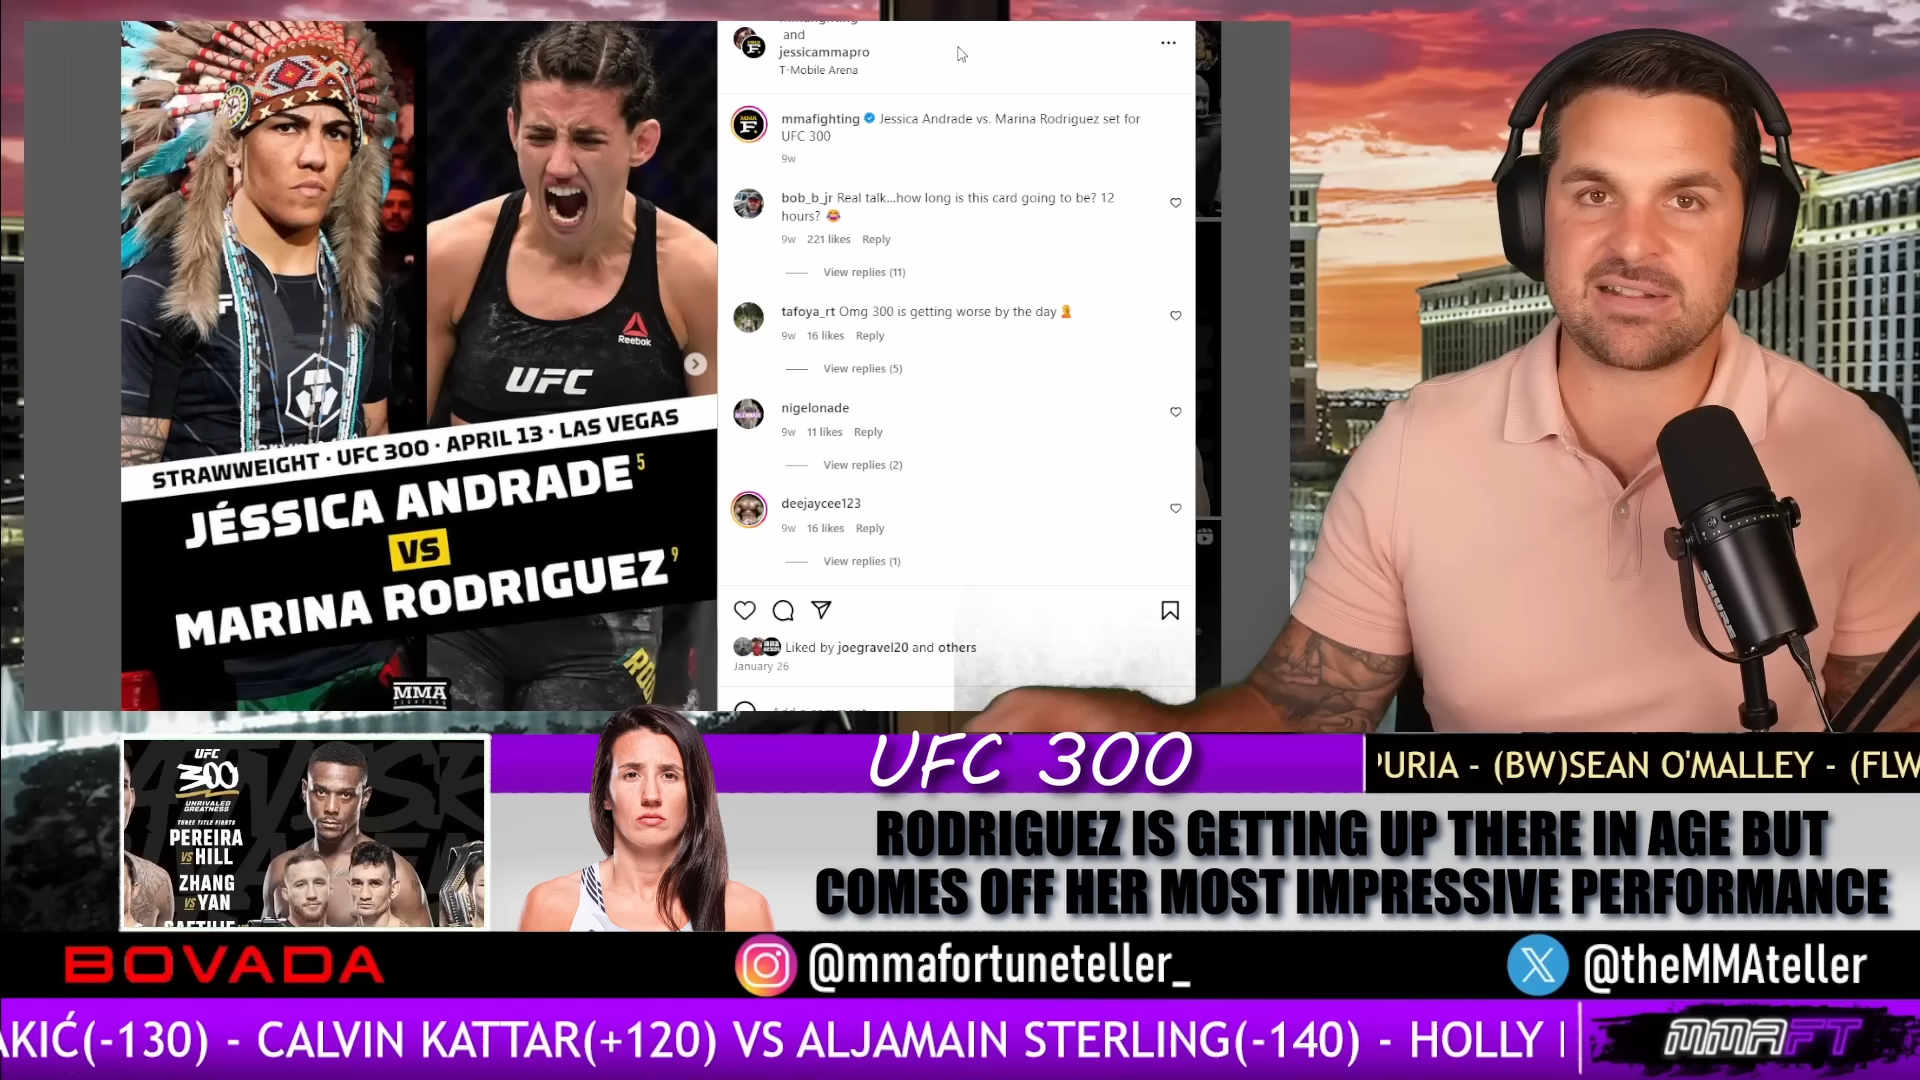 and
jessicammapro
T-Mobile Arena
mmafighting Jessica Andrade vs. Marina Rodriguez set for
UFC 300
9w
bob_b_jr Real talk...how long is this card going to be? 12
hours? 😂
9w 221 likes Reply
View replies (11)
tafoya_rt Omg 300 is getting worse by the day
9w 16 likes Reply
View replies (5)
nigelonade
9w 11 likes Reply
View replies (2)
deejaycee123
9w 16 likes Reply
View replies (1)
Liked by joegravel20 and others
January 26
Reebok
UFC
STRAWWEIGHT · UFC 300 · APRIL 13 · LAS VEGAS
JÉSSICA ANDRADE 5
VS
MARINA RODRIGUEZ 9
MMA
SHURE
UFC
300
UNRIVALED
GREATNESS
THREE TITLE FIGHTS
PEREIRA
VS HILL
ZHANG
VS YAN
UFC 300
PURIA - (BW)SEAN O'MALLEY - (FLW
RODRIGUEZ IS GETTING UP THERE IN AGE BUT
COMES OFF HER MOST IMPRESSIVE PERFORMANCE
BOVADA
@mmafortuneteller_
@theMMAteller
AKIĆ(-130) - CALVIN KATTAR(+120) VS ALJAMAIN STERLING(-140) - HOLLY
MMAFT